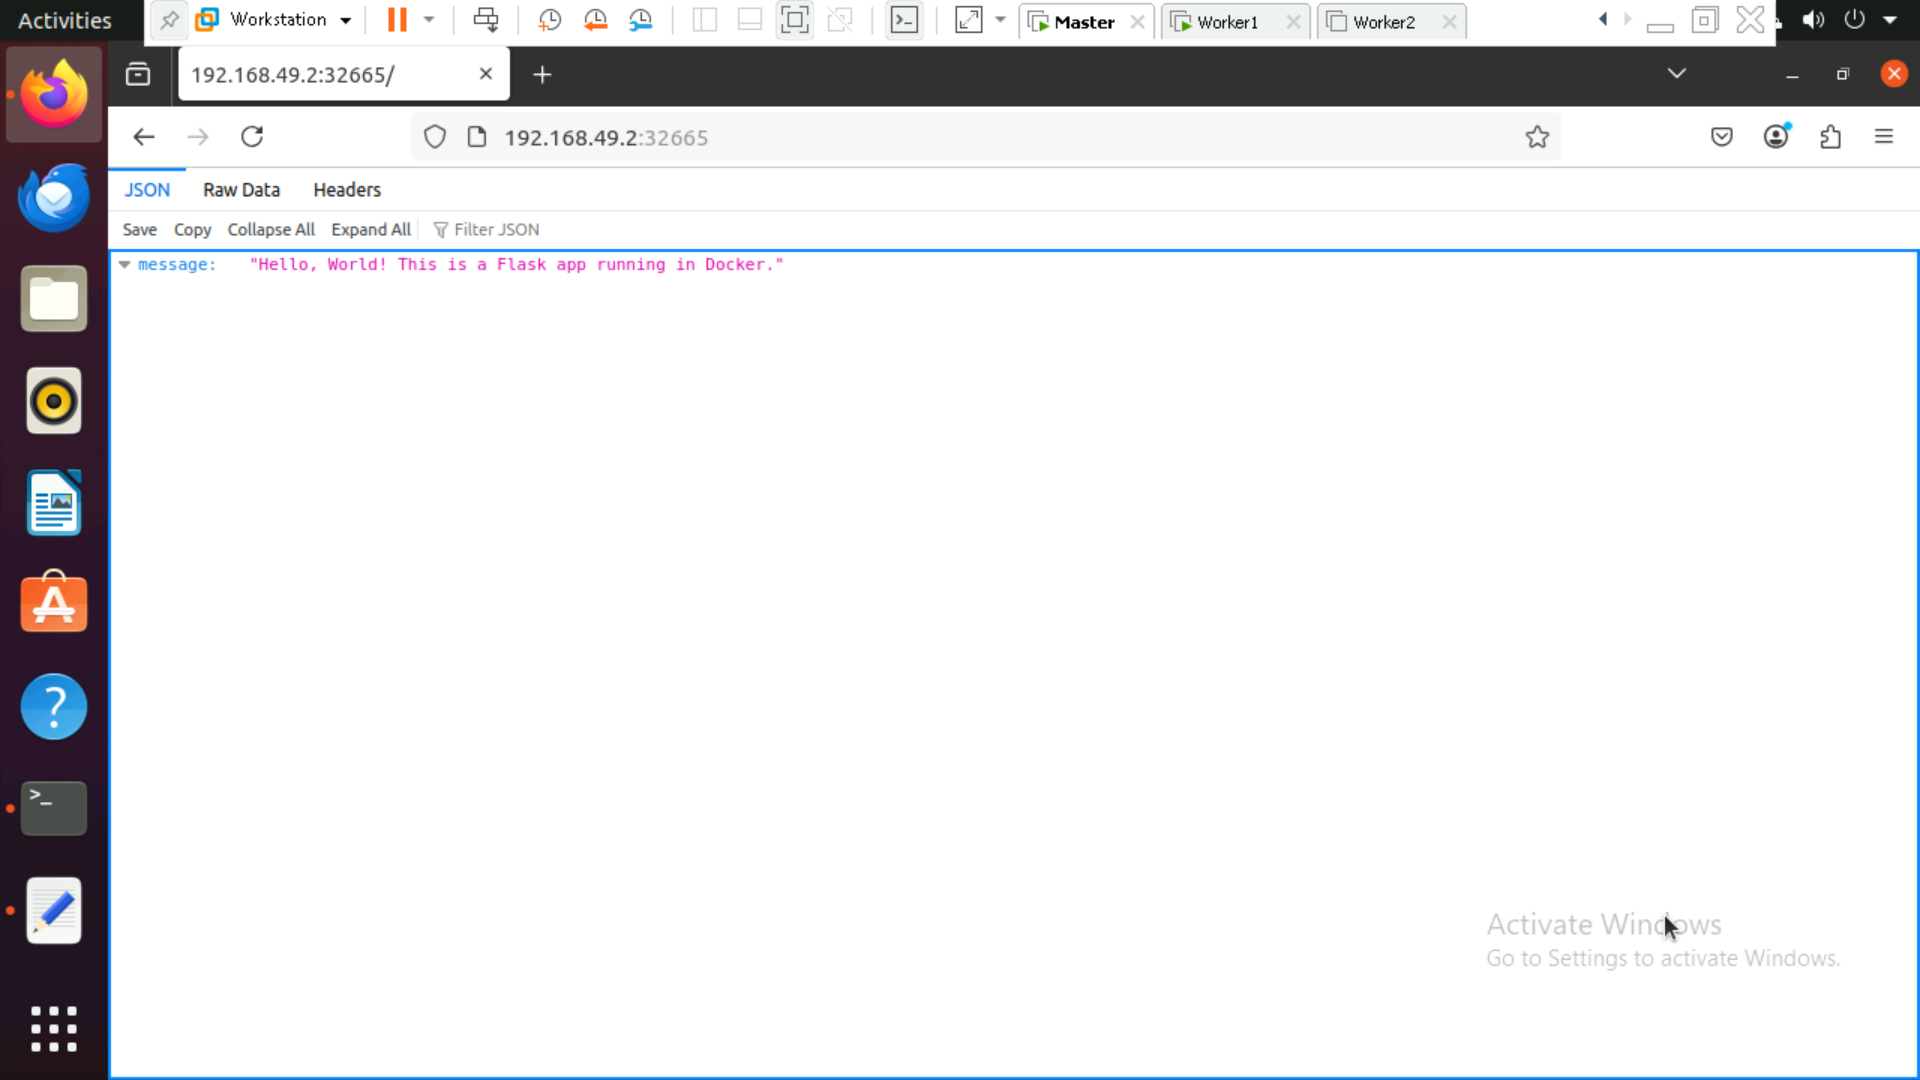 Activities
Workstation
Master
Worker1
Worker2
192.168.49.2:32665/
192.168.49.2:32665
JSON Raw Data Headers
Save Copy Collapse All Expand All Filter JSON
message: "Hello, World! This is a Flask app running in Docker."
Activate Windows
Go to Settings to activate Windows.